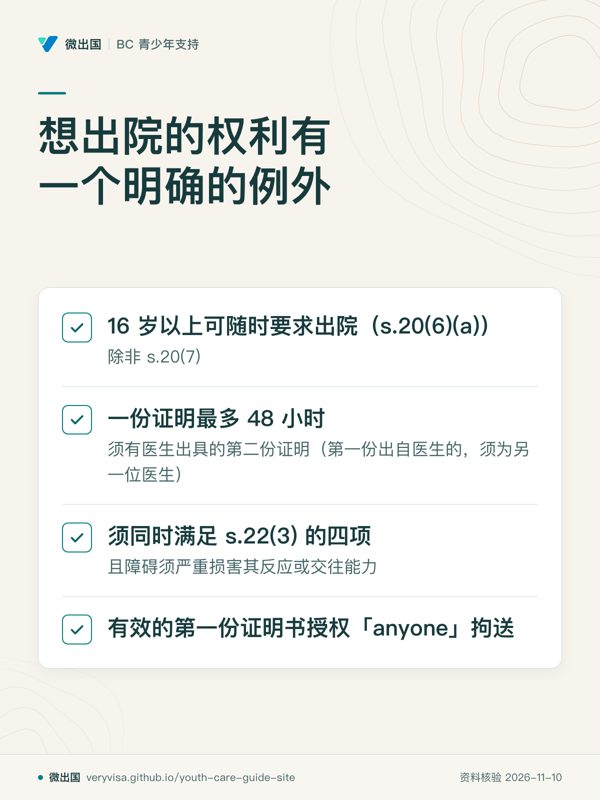 微出国 | BC 青少年支持
想出院的权利有
一个明确的例外
16 岁以上可随时要求出院（s.20(6)(a)）
除非 s.20(7)
一份证明最多 48 小时
须有医生出具的第二份证明（第一份出自医生的，须为另
一位医生）
须同时满足 s.22(3) 的四项
且障碍须严重损害其反应或交往能力
有效的第一份证明书授权「anyone」拘送
微出国 veryvisa.github.io/youth-care-guide-site
资料核验 2026-11-10